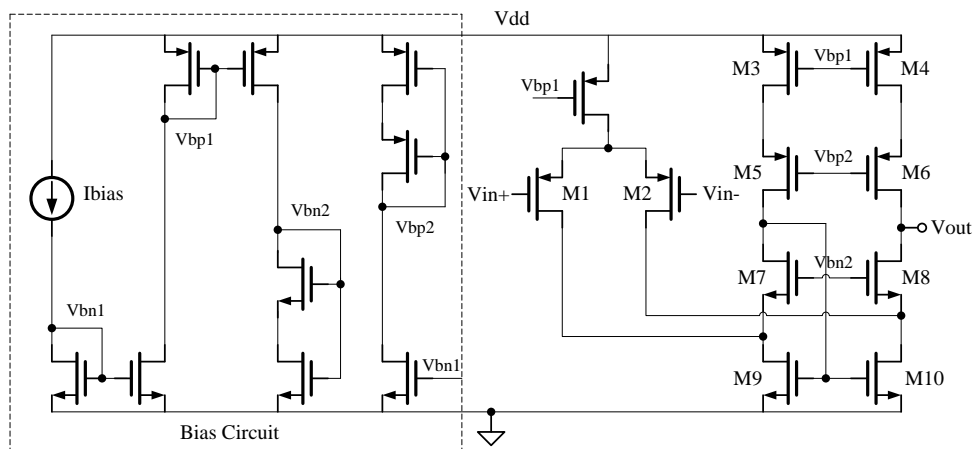 Vdd
Vbp1
M3
Vbp1
M4
Vbp1
Ibias
Vbn2
Vbp2
Vin+
M1
M2
Vin-
M5
Vbp2
M6
Vout
Vbn1
M7
Vbn2
M8
Vbn1
M9
M10
Bias Circuit